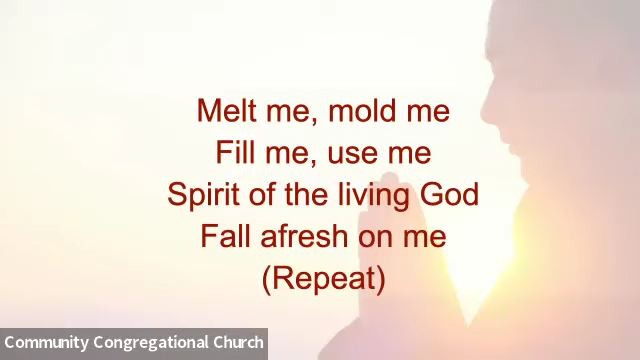 Melt me, mold me
Fill me, use me
Spirit of the living God
Fall afresh on me
(Repeat)
Community Congregational Church